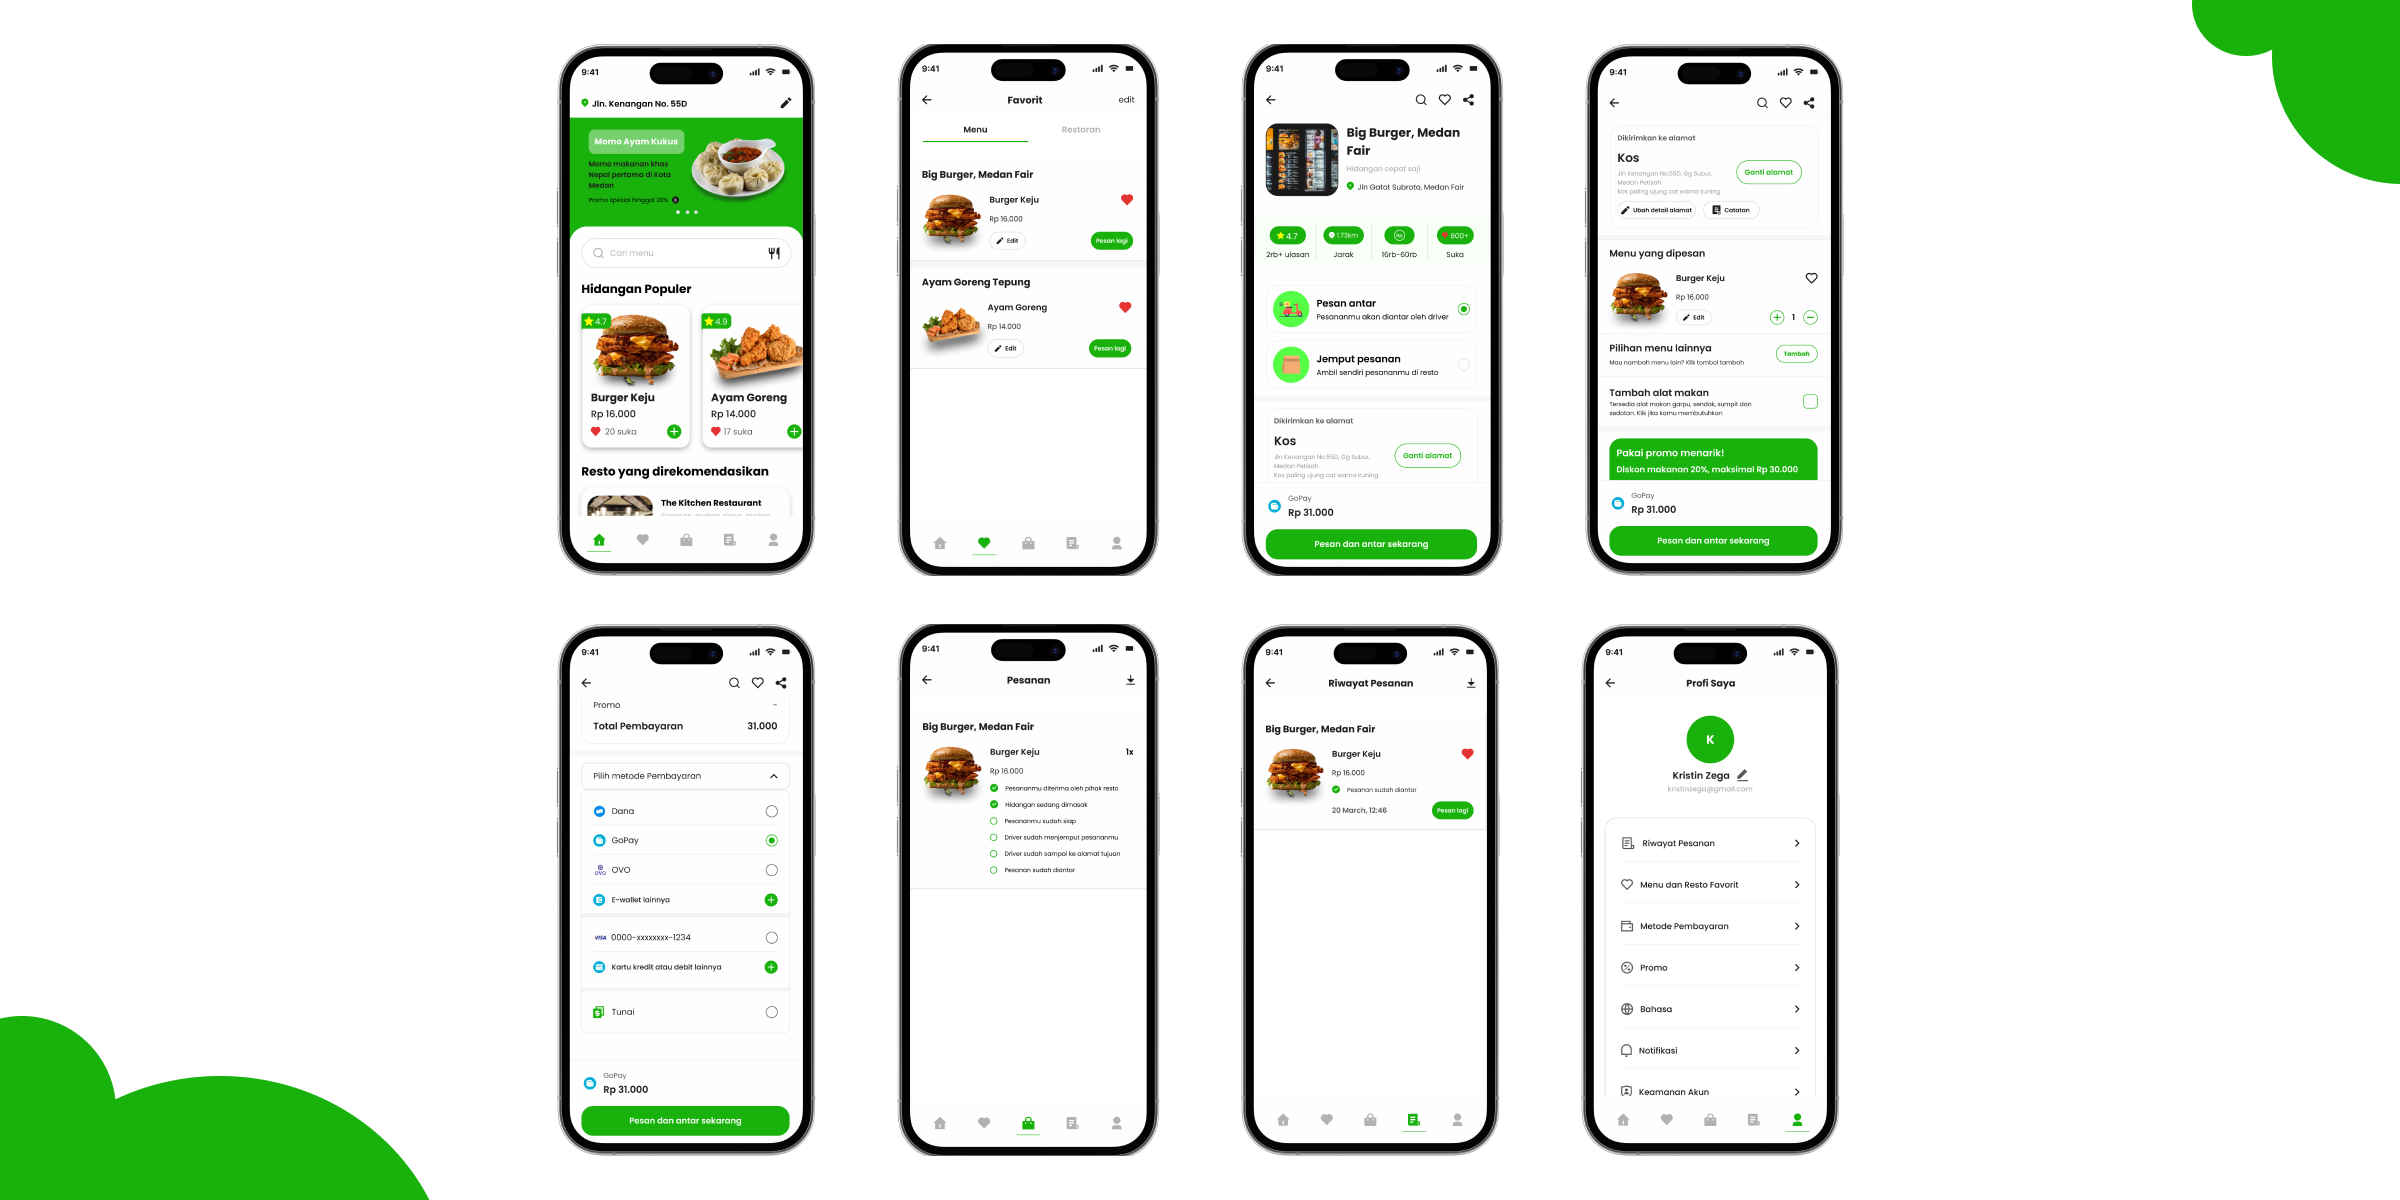 9:41
Jln. Kenangan No. 55D
Momo Ayam Kukus
Momo makanan khas
Nepal pertama di Kota
Medan
Promo spesial hinggal 20%
Cari menu
Hidangan Populer
4.7
Burger Keju
Rp 16.000
20 suka
4.9
Ayam Goreng
Rp 14.000
17 suka
Resto yang direkomendasikan
The Kitchen Restaurant
9:41
Favorit
edit
Menu
Restoran
Big Burger, Medan Fair
Burger Keju
Rp 16.000
Edit
Pesan lagi
Ayam Goreng Tepung
Ayam Goreng
Rp 14.000
Edit
Pesan lagi
9:41
Big Burger, Medan
Fair
Hidangan cepat saji
Jln Gatot Subroto, Medan Fair
4.7
2rb+ ulasan
1.73km
Jarak
Rp
16rb-60rb
600+
Suka
Pesan antar
Pesananmu akan diantar oleh driver
Jemput pesanan
Ambil sendiri pesananmu di resto
Dikirimkan ke alamat
Kos
Jln Kenangan No.55D, Gg Subur,
Medan Petisah
Kos paling ujung cat warna kuning
Ganti alamat
GoPay
Rp 31.000
Pesan dan antar sekarang
9:41
Dikirimkan ke alamat
Kos
Jln Kenangan No.55D, Gg Subur,
Medan Petisah
Kos paling ujung cat warna kuning
Ganti alamat
Ubah detail alamat
Catatan
Menu yang dipesan
Burger Keju
Rp 16.000
Edit
1
Pilihan menu lainnya
Mau nambah menu lain? Klik tombol tambah
Tambah
Tambah alat makan
Tersedia alat makan garpu, sendok, sumpit dan
sedotan. Klik jika kamu membutuhkan
Pakai promo menarik!
Diskon makanan 20%, maksimal Rp 30.000
GoPay
Rp 31.000
Pesan dan antar sekarang
9:41
Promo -
Total Pembayaran 31.000
Pilih metode Pembayaran
Dana
GoPay
OVO
OVO
E-wallet lainnya
VISA 0000-xxxxxxxx-1234
Kartu kredit atau debit lainnya
Tunai
GoPay
Rp 31.000
Pesan dan antar sekarang
9:41
Pesanan
Big Burger, Medan Fair
Burger Keju 1x
Rp 16.000
Pesananmu diterima oleh pihak resto
Hidangan sedang dimasak
Pesananmu sudah siap
Driver sudah menjemput pesananmu
Driver sudah sampai ke alamat tujuan
Pesanan sudah diantar
9:41
Riwayat Pesanan
Big Burger, Medan Fair
Burger Keju
Rp 16.000
Pesanan sudah diantar
20 March, 12:46
Pesan lagi
9:41
Profi Saya
K
Kristin Zega
kristinzega@gmail.com
Riwayat Pesanan
Menu dan Resto Favorit
Metode Pembayaran
Promo
Bahasa
Notifikasi
Keamanan Akun